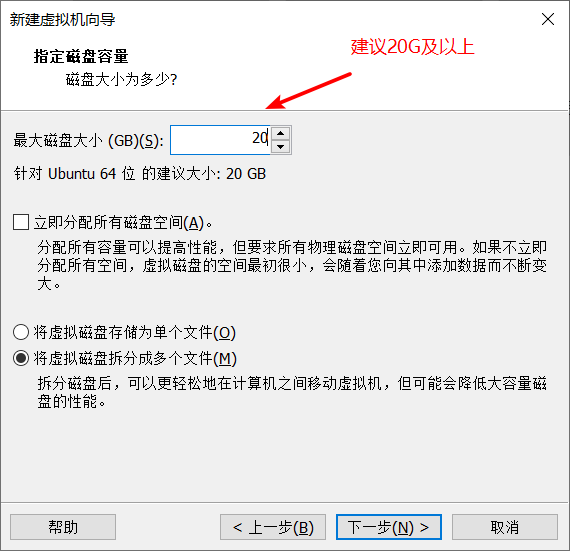 新建虚拟机向导
指定磁盘容量
磁盘大小为多少?
建议20G及以上
最大磁盘大小 (GB)(S): 20
针对 Ubuntu 64 位 的建议大小: 20 GB
立即分配所有磁盘空间(A)。
分配所有容量可以提高性能，但要求所有物理磁盘空间立即可用。如果不立即
分配所有空间，虚拟磁盘的空间最初很小，会随着您向其中添加数据而不断变
大。
将虚拟磁盘存储为单个文件(O)
将虚拟磁盘拆分成多个文件(M)
拆分磁盘后，可以更轻松地在计算机之间移动虚拟机，但可能会降低大容量磁
盘的性能。
帮助 < 上一步(B) 下一步(N) > 取消